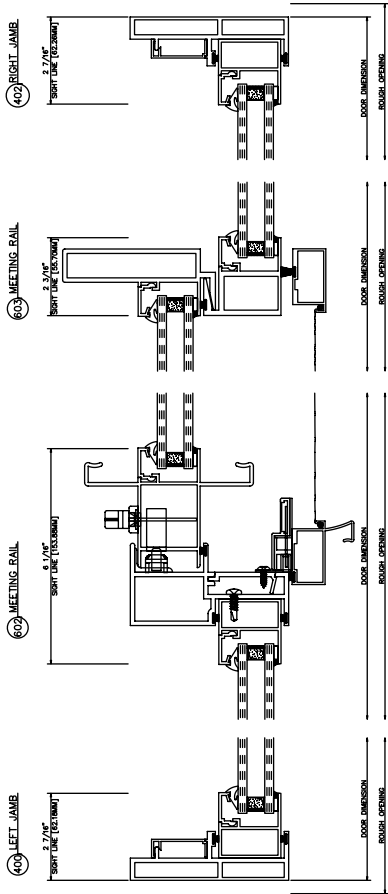 402 RIGHT JAMB
2 7/16"
SIGHT LINE [62.26MM]
DOOR DIMENSION
ROUGH OPENING
603 MEETING RAIL
2 3/16"
SIGHT LINE [55.70MM]
DOOR DIMENSION
ROUGH OPENING
602 MEETING RAIL
6 1/16"
SIGHT LINE [153.88MM]
DOOR DIMENSION
ROUGH OPENING
400 LEFT JAMB
2 7/16"
SIGHT LINE [62.18MM]
DOOR DIMENSION
ROUGH OPENING